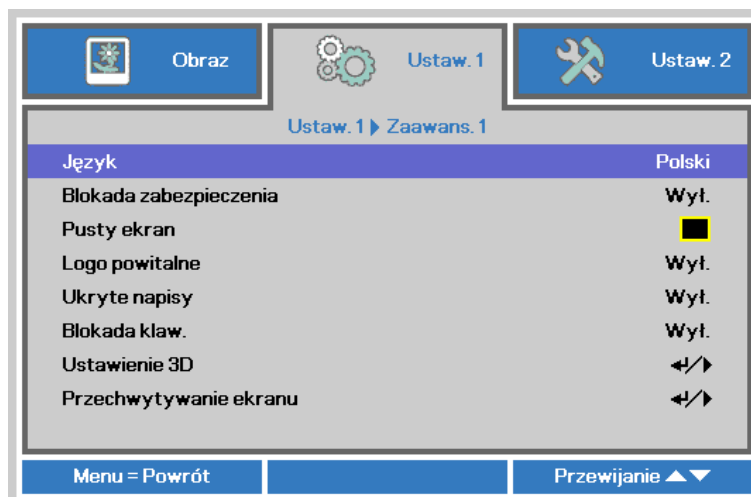 Obraz
Ustaw. 1
Ustaw. 2
Ustaw. 1 Zaawans. 1
Język Polski
Blokada zabezpieczenia Wył.
Pusty ekran
Logo powitalne Wył.
Ukryte napisy Wył.
Blokada klaw. Wył.
Ustawienie 3D
Przechwytywanie ekranu
Menu = Powrót
Przewijanie